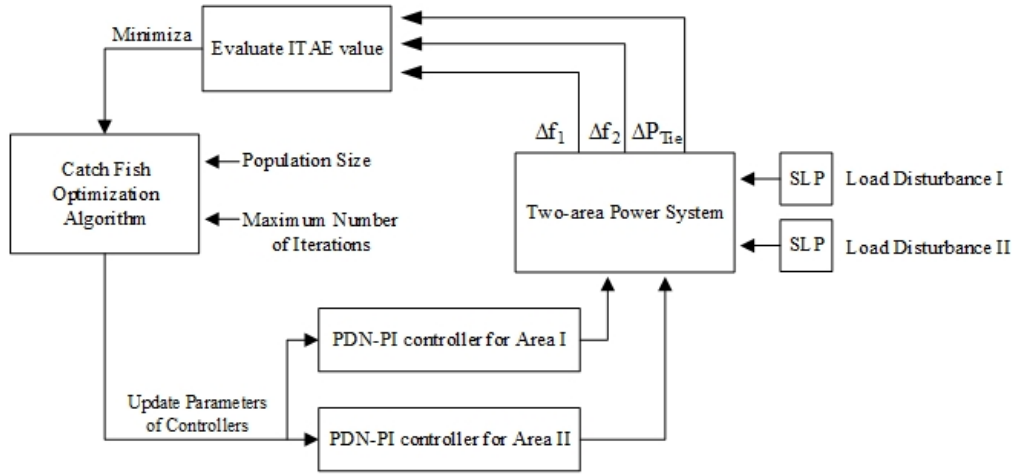 Minimiza
Evaluate ITAE value
Δf₁ Δf₂ ΔP_Tie
Catch Fish
Optimization
Algorithm
Population Size
Maximum Number
of Iterations
Two-area Power System
SLP Load Disturbance I
SLP Load Disturbance II
PDN-PI controller for Area I
Update Parameters
of Controllers
PDN-PI controller for Area II